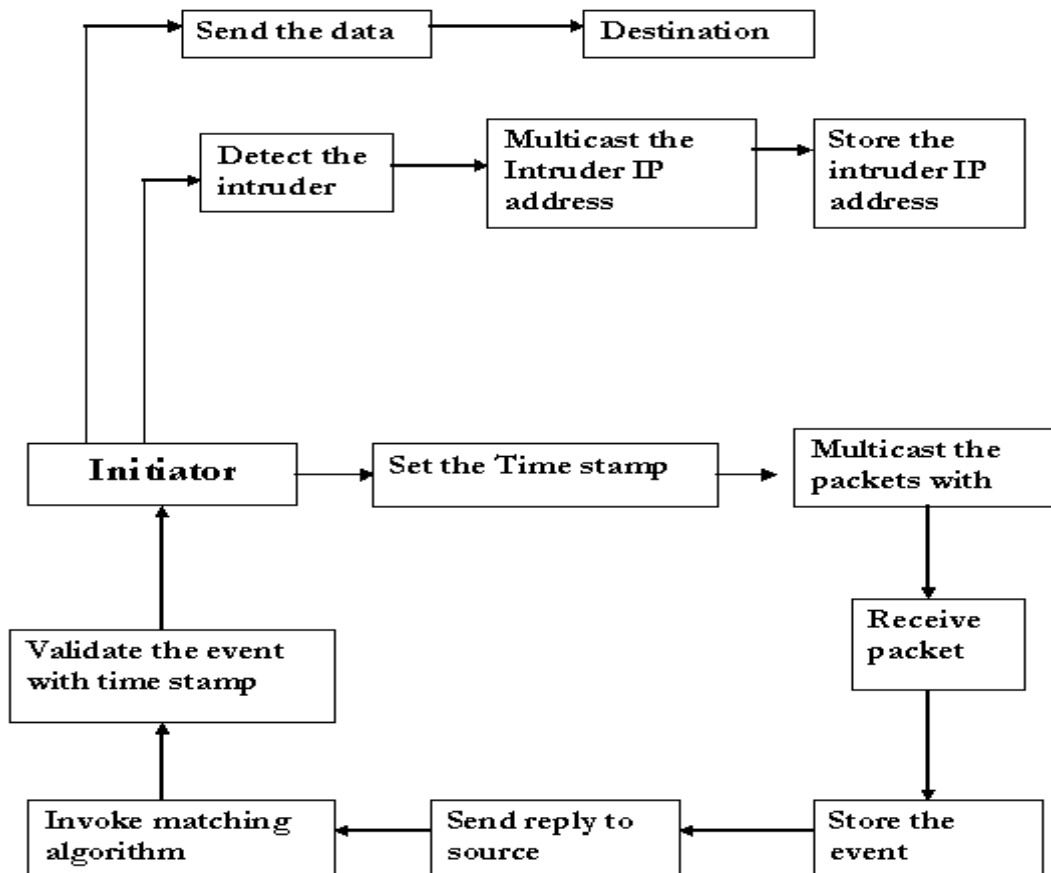 Send the data
Destination
Detect the
intruder
Multicast the
Intruder IP
address
Store the
intruder IP
address
Initiator
Set the Time stamp
Multicast the
packets with
Receive
packet
Validate the event
with time stamp
Invoke matching
algorithm
Send reply to
source
Store the
event